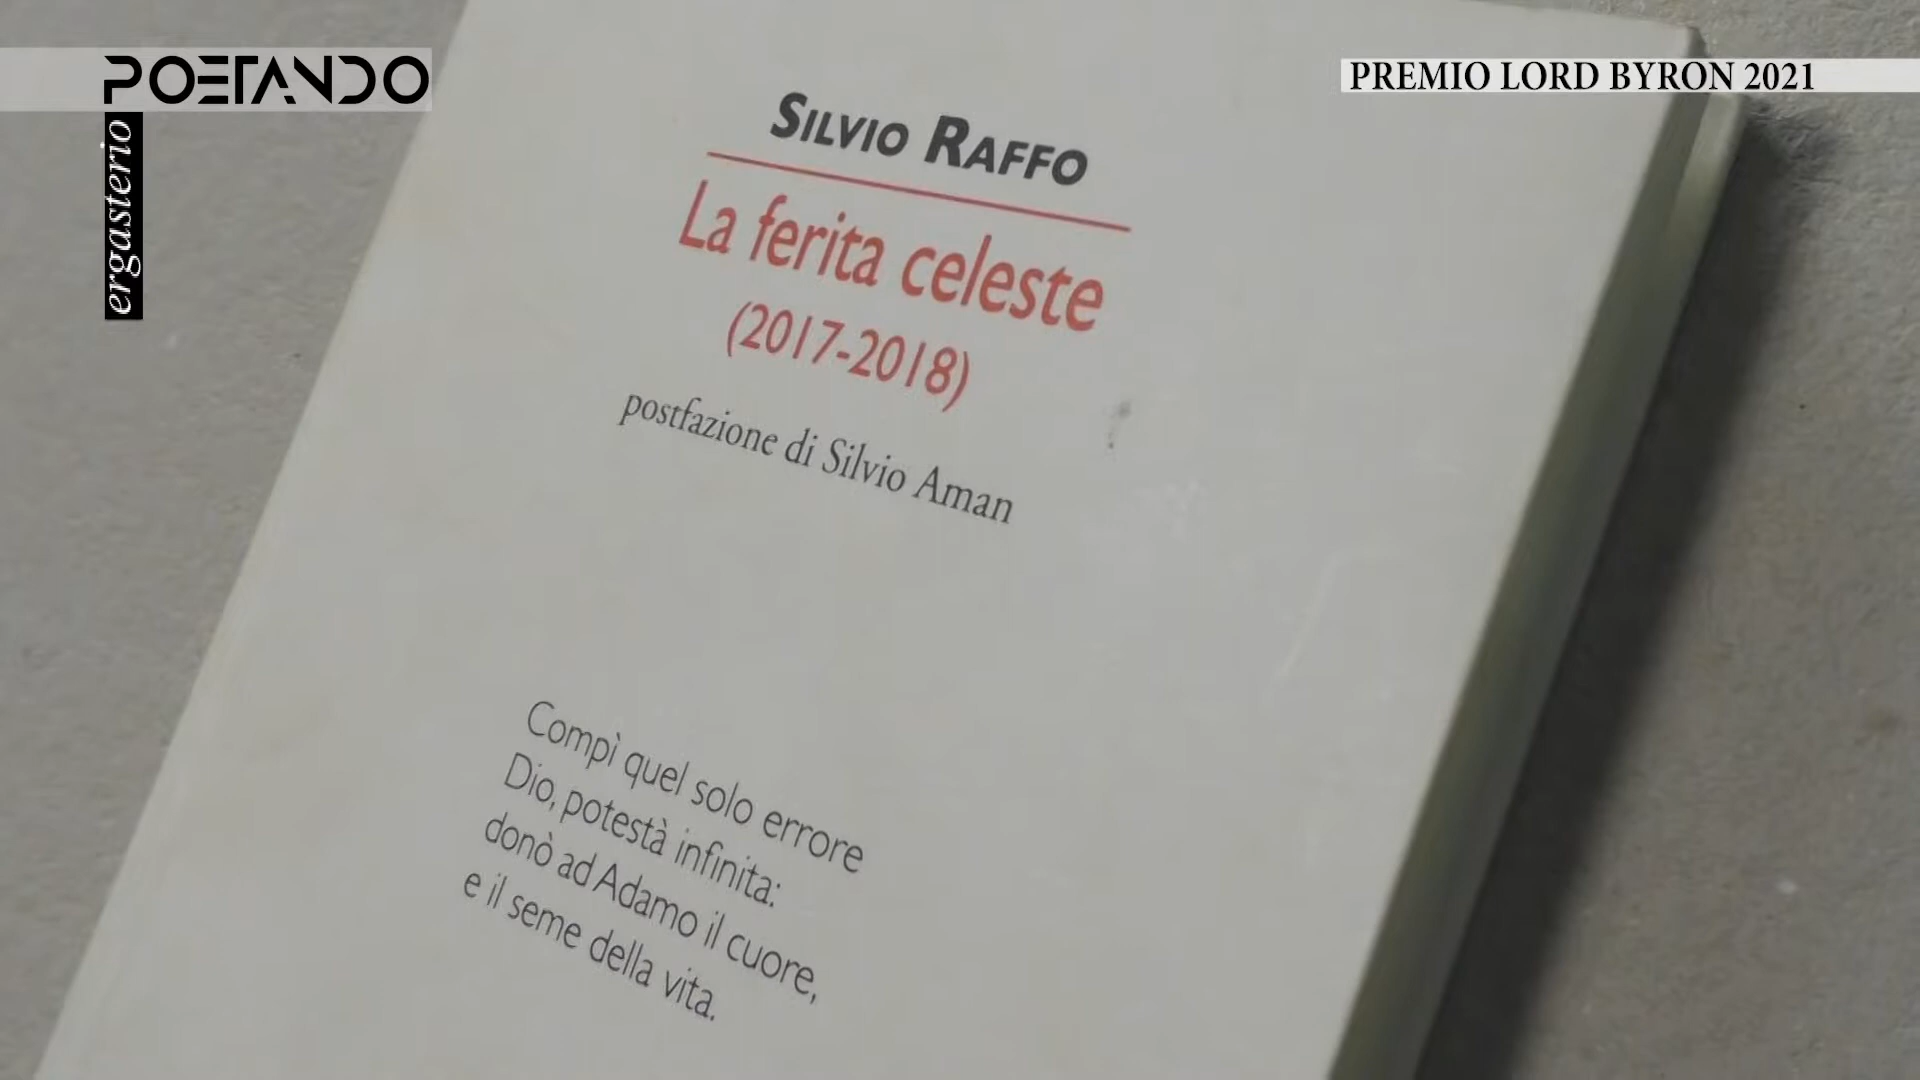 POETANDO
ergasterio
PREMIO LORD BYRON 2021
SILVIO RAFFO
La ferita celeste
(2017-2018)
postfazione di Silvio Aman
Compì quel solo errore
Dio, potestà infinita:
donò ad Adamo il cuore,
e il seme della vita.